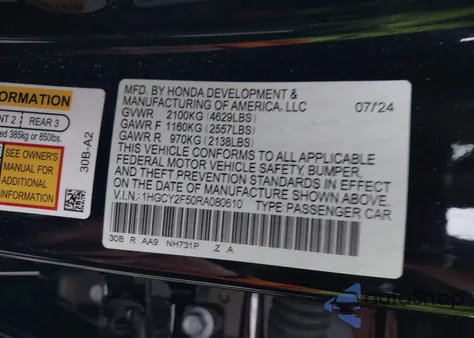 ORMATION
NT 2 REAR 3
ed 385kg or 850lbs.
SEE OWNER'S
MANUAL FOR
ADDITIONAL
INFORMATION
30B-A2
MFD. BY HONDA DEVELOPMENT &
MANUFACTURING OF AMERICA, LLC 07/24
GVWR 2100KG (4629LBS)
GAWR F 1160KG (2557LBS)
GAWR R 970KG (2138LBS)
THIS VEHICLE CONFORMS TO ALL APPLICABLE
FEDERAL MOTOR VEHICLE SAFETY, BUMPER,
AND THEFT PREVENTION STANDARDS IN EFFECT
ON THE DATE OF MANUFACTURE SHOWN ABOVE.
V.I.N.: 1HGCY2F50RA080610 TYPE PASSENGER CAR
30B R AA9 NH731P Z A
autoSnap